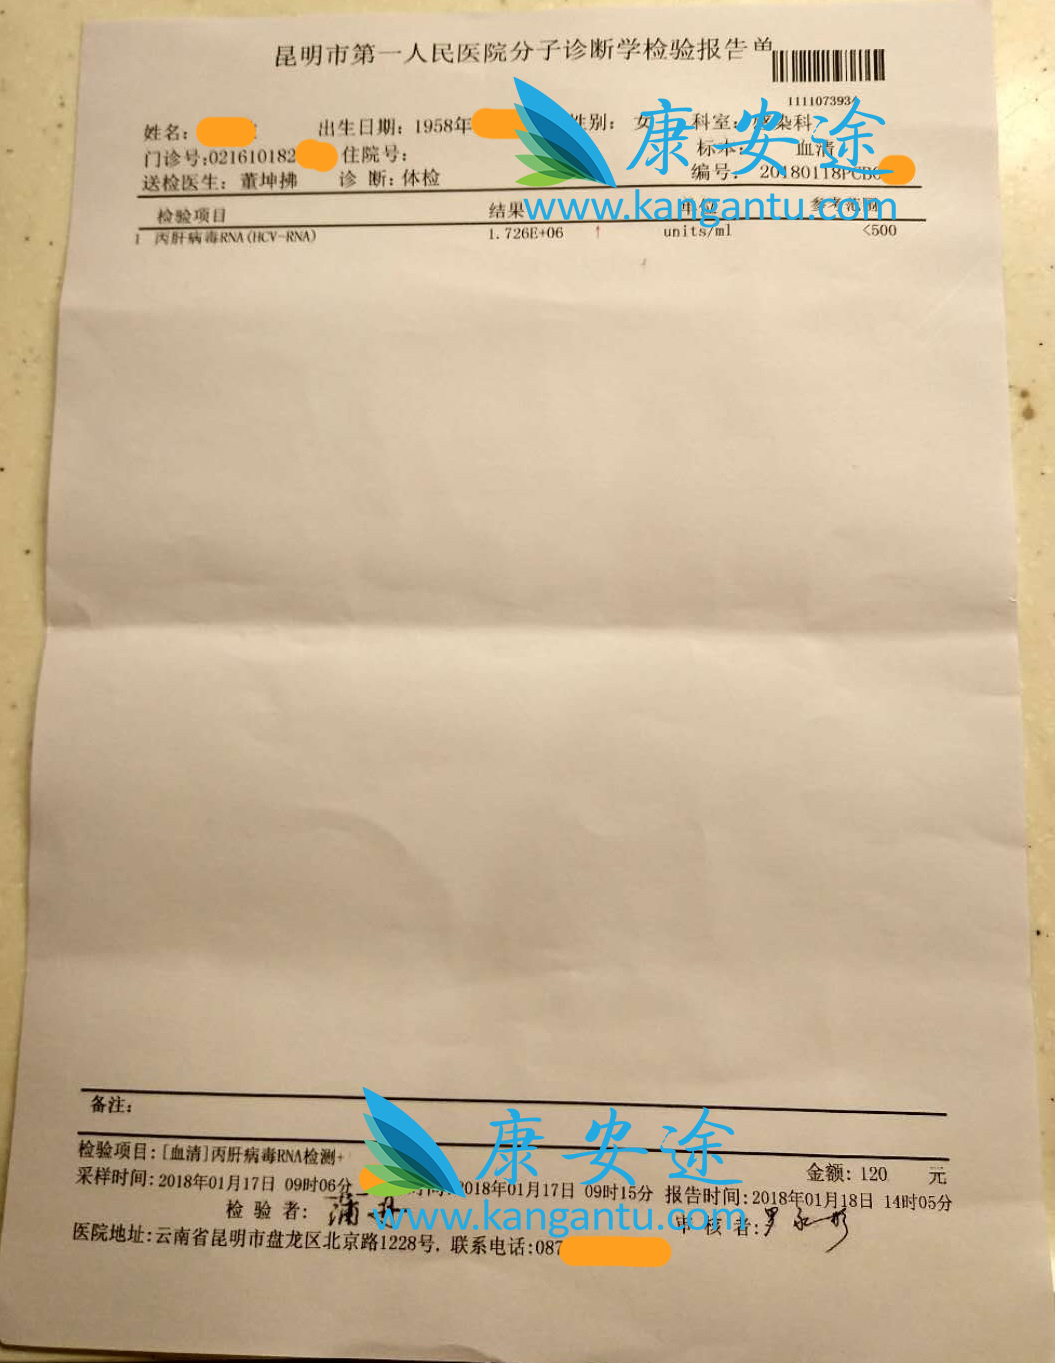 昆明市第一人民医院分子诊断学检验报告单
111107393
姓名: 出生日期: 1958年 性别: 女 科室: 感染科
门诊号:021610182 住院号: 标本: 血清
送检医生: 董坤拂 诊 断: 体检 编号: 20180118PCB0
康安途
www.kangantu.com
检验项目 结果 单位 参考范围
1 丙肝病毒RNA(HCV-RNA) 1.726E+06 ↑ units/ml <500
备注:
康安途
www.kangantu.com
检验项目: [血清]丙肝病毒RNA检测+ 金额: 120 元
采样时间: 2018年01月17日 09时06分 时间: 2018年01月17日 09时15分 报告时间: 2018年01月18日 14时05分
检 验 者: 审 核 者:
医院地址: 云南省昆明市盘龙区北京路1228号, 联系电话: 087